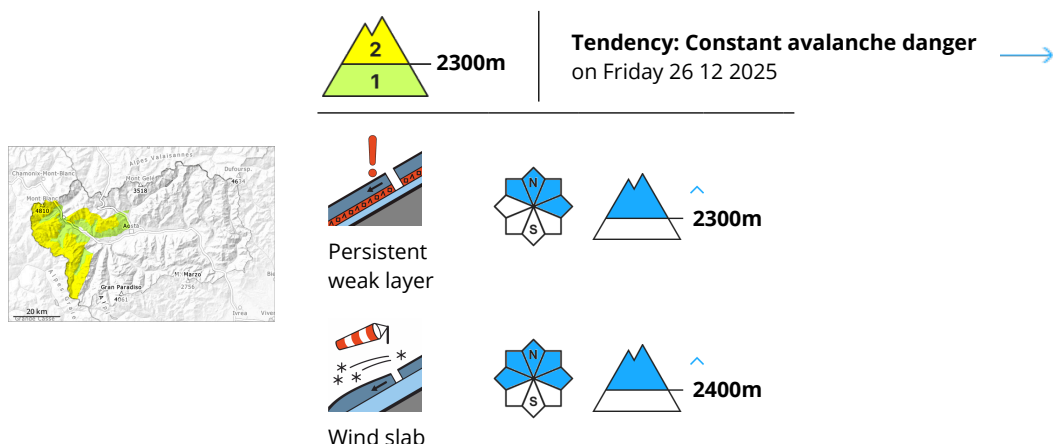 2
1
2300m
Tendency: Constant avalanche danger
on Friday 26 12 2025
Alpes Valaisannes
Chamonix-Mont-Blanc
Mont Gelé
3518
Dufoursp.
4634
Mont Blanc
4810
Aosta
M. Marzo
2756
Gran Paradiso
4061
Ivrea
20 km
Grande Casse
N
S
2300m
Persistent
weak layer
N
S
2400m
Wind slab